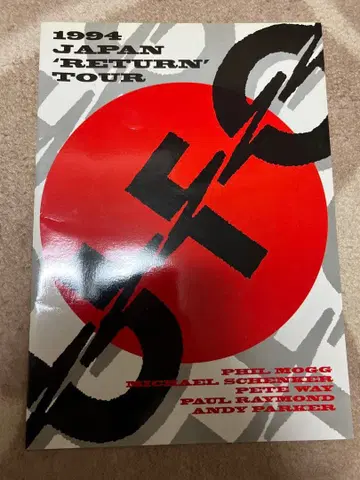 1994
JAPAN
'RETURN'
TOUR
UFO
PHIL MOGG
MICHAEL SCHENKER
PETE WAY
PAUL RAYMOND
ANDY PARKER